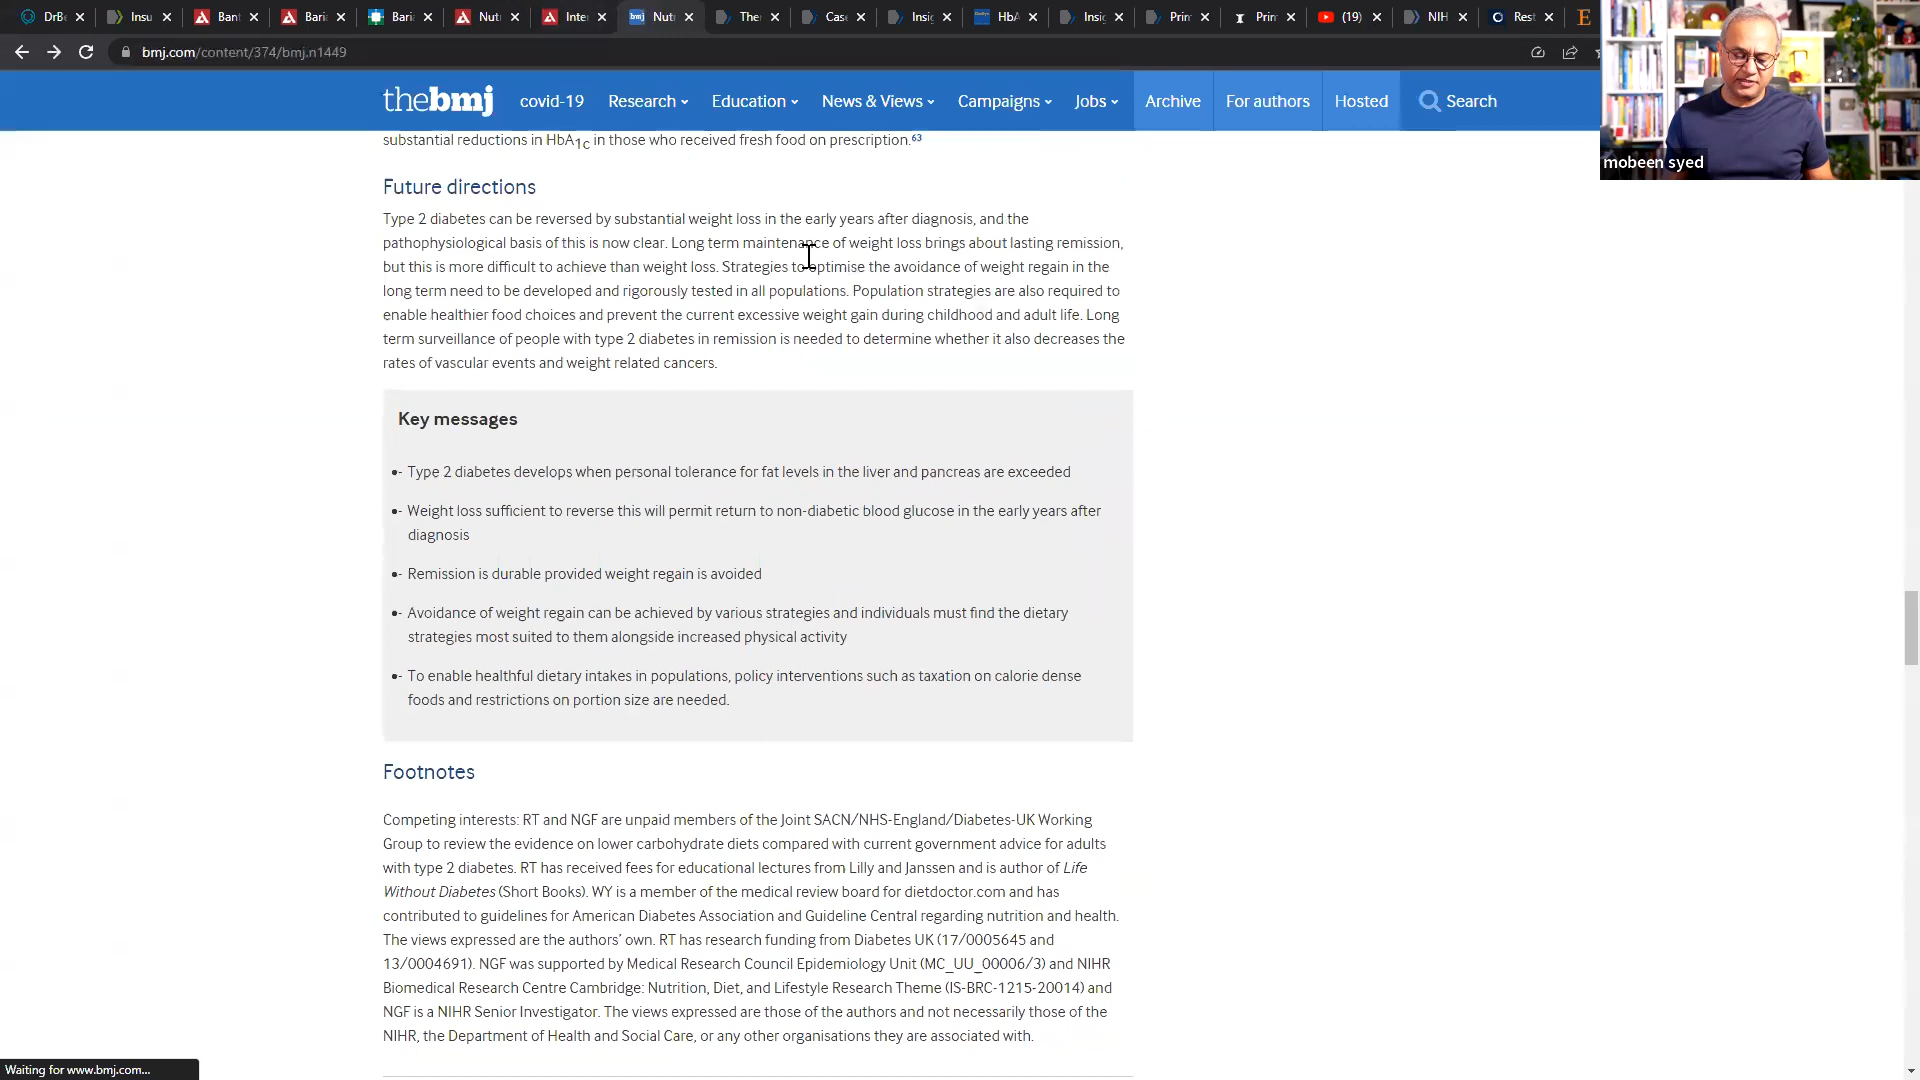 DrBe
Insu
Bant
Bari
Bari
Nutr
Inte
bmj
Nutr
The
Case
Insig
HbA
Insig
Prin
Prin
(19)
NIH
Rest
bmj.com/content/374/bmj.n1449
thebmj covid-19 Research Education News & Views Campaigns Jobs Archive For authors Hosted Search
mobeen syed
substantial reductions in HbA1c in those who received fresh food on prescription.63
Future directions
Type 2 diabetes can be reversed by substantial weight loss in the early years after diagnosis, and the
pathophysiological basis of this is now clear. Long term maintenance of weight loss brings about lasting remission,
but this is more difficult to achieve than weight loss. Strategies to optimise the avoidance of weight regain in the
long term need to be developed and rigorously tested in all populations. Population strategies are also required to
enable healthier food choices and prevent the current excessive weight gain during childhood and adult life. Long
term surveillance of people with type 2 diabetes in remission is needed to determine whether it also decreases the
rates of vascular events and weight related cancers.
Key messages
•- Type 2 diabetes develops when personal tolerance for fat levels in the liver and pancreas are exceeded
•- Weight loss sufficient to reverse this will permit return to non-diabetic blood glucose in the early years after
diagnosis
•- Remission is durable provided weight regain is avoided
•- Avoidance of weight regain can be achieved by various strategies and individuals must find the dietary
strategies most suited to them alongside increased physical activity
•- To enable healthful dietary intakes in populations, policy interventions such as taxation on calorie dense
foods and restrictions on portion size are needed.
Footnotes
Competing interests: RT and NGF are unpaid members of the Joint SACN/NHS-England/Diabetes-UK Working
Group to review the evidence on lower carbohydrate diets compared with current government advice for adults
with type 2 diabetes. RT has received fees for educational lectures from Lilly and Janssen and is author of Life
Without Diabetes (Short Books). WY is a member of the medical review board for dietdoctor.com and has
contributed to guidelines for American Diabetes Association and Guideline Central regarding nutrition and health.
The views expressed are the authors’ own. RT has research funding from Diabetes UK (17/0005645 and
13/0004691). NGF was supported by Medical Research Council Epidemiology Unit (MC_UU_00006/3) and NIHR
Biomedical Research Centre Cambridge: Nutrition, Diet, and Lifestyle Research Theme (IS-BRC-1215-20014) and
NGF is a NIHR Senior Investigator. The views expressed are those of the authors and not necessarily those of the
NIHR, the Department of Health and Social Care, or any other organisations they are associated with.
Waiting for www.bmj.com...